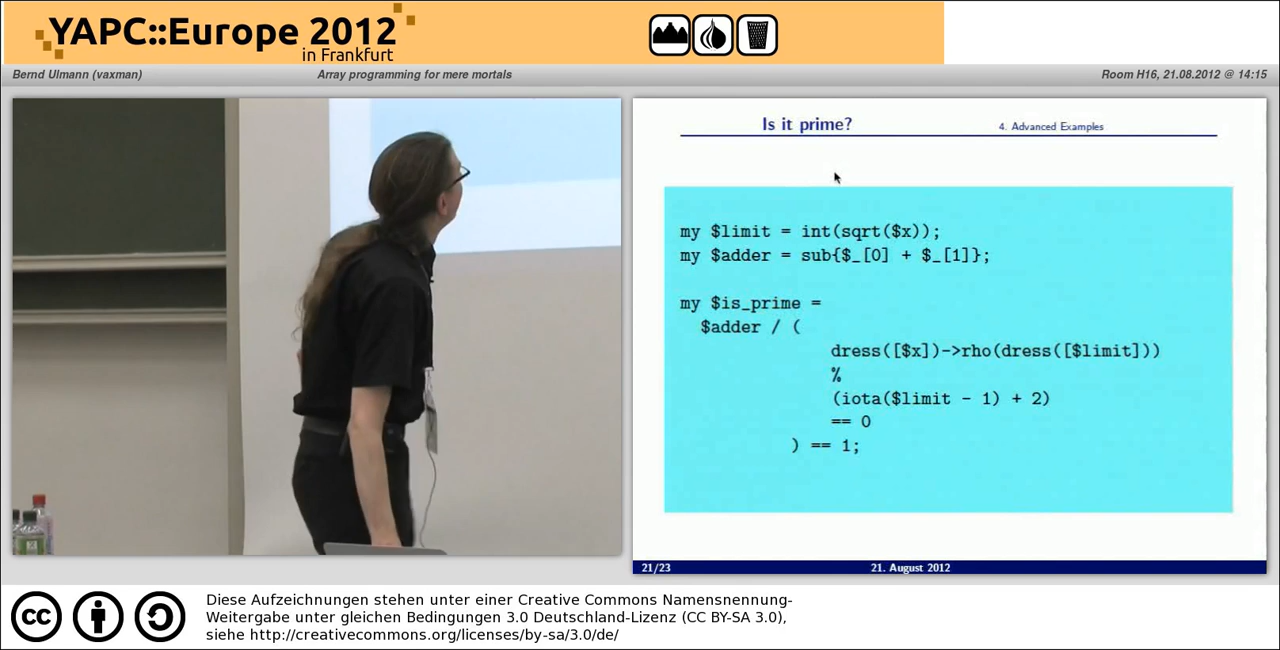 YAPC::Europe 2012
in Frankfurt
Bernd Ulmann (vaxman) Array programming for mere mortals Room H16, 21.08.2012 @ 14:15
Is it prime? 4. Advanced Examples
my $limit = int(sqrt($x));
my $adder = sub{$_[0] + $_[1]};
my $is_prime =
$adder / (
dress([$x])->rho(dress([$limit]))
%
(iota($limit - 1) + 2)
== 0
) == 1;
21/23 21. August 2012
cc
Diese Aufzeichnungen stehen unter einer Creative Commons Namensnennung-
Weitergabe unter gleichen Bedingungen 3.0 Deutschland-Lizenz (CC BY-SA 3.0),
siehe http://creativecommons.org/licenses/by-sa/3.0/de/